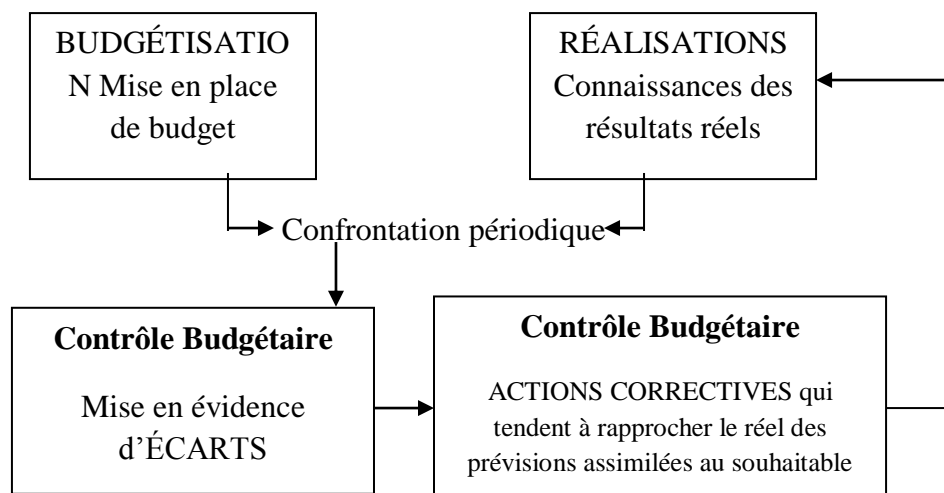 BUDGÉTISATIO
N Mise en place
de budget
RÉALISATIONS
Connaissances des
résultats réels
Confrontation périodique
Contrôle Budgétaire
Mise en évidence
d’ÉCARTS
Contrôle Budgétaire
ACTIONS CORRECTIVES qui
tendent à rapprocher le réel des
prévisions assimilées au souhaitable